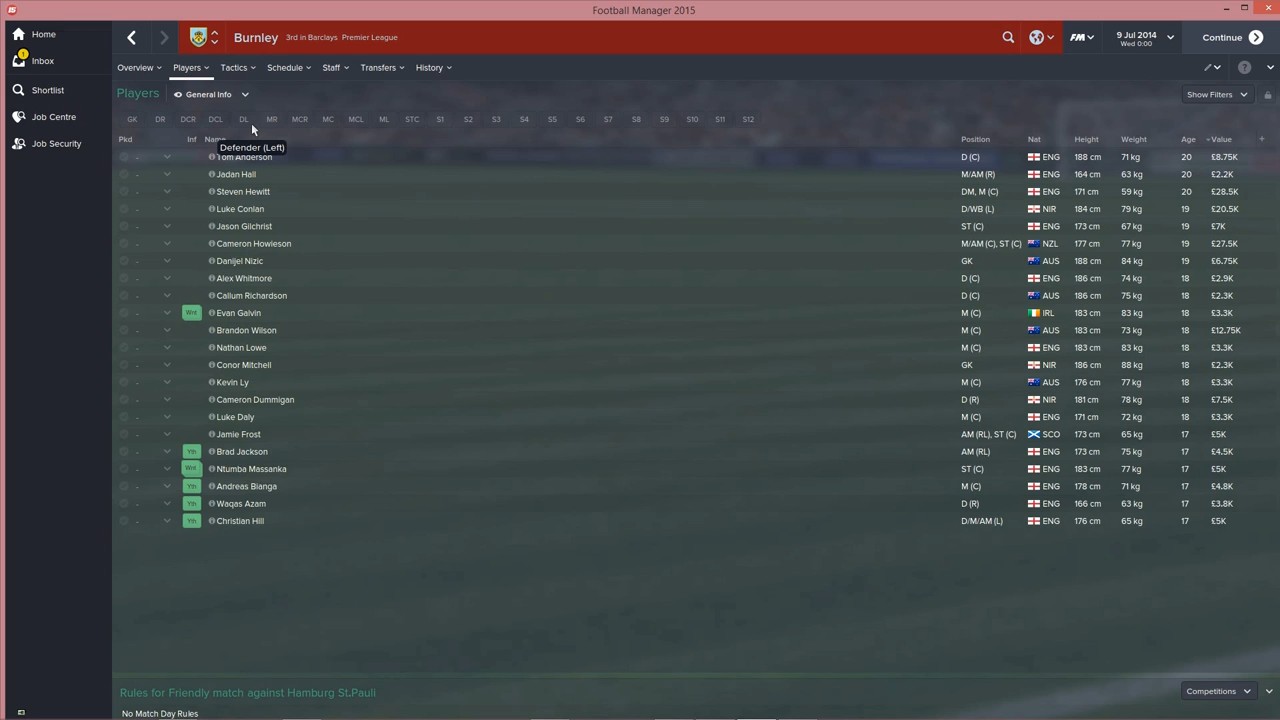 Football Manager 2015
Home
Burnley 3rd in Barclays Premier League
FM
9 Jul 2014
Wed 0:00
Continue
1
Inbox
Overview Players Tactics Schedule Staff Transfers History
Shortlist
Players General Info
Show Filters
Job Centre
GK DR DCR DCL DL MR MCR MC MCL ML STC S1 S2 S3 S4 S5 S6 S7 S8 S9 S10 S11 S12
Job Security
Pkd Inf Name Position Nat Height Weight Age Value +
Defender (Left)
- Tom Anderson D (C) ENG 188 cm 71 kg 20 £8.75K
- Jadan Hall M/AM (R) ENG 164 cm 63 kg 20 £2.2K
- Steven Hewitt DM, M (C) ENG 171 cm 59 kg 20 £28.5K
- Luke Conlan D/WB (L) NIR 184 cm 79 kg 19 £20.5K
- Jason Gilchrist ST (C) ENG 173 cm 67 kg 19 £7K
- Cameron Howieson M/AM (C), ST (C) NZL 177 cm 77 kg 19 £27.5K
- Danijel Nizic GK AUS 188 cm 84 kg 19 £6.75K
- Alex Whitmore D (C) ENG 186 cm 74 kg 18 £2.9K
- Callum Richardson D (C) AUS 186 cm 75 kg 18 £2.3K
- Wnt Evan Galvin M (C) IRL 183 cm 83 kg 18 £3.3K
- Brandon Wilson M (C) AUS 183 cm 73 kg 18 £12.75K
- Nathan Lowe M (C) ENG 183 cm 83 kg 18 £3.3K
- Conor Mitchell GK NIR 186 cm 88 kg 18 £2.3K
- Kevin Ly M (C) AUS 176 cm 77 kg 18 £3.3K
- Cameron Dummigan D (R) NIR 181 cm 78 kg 18 £7.5K
- Luke Daly M (C) ENG 171 cm 72 kg 18 £3.3K
- Jamie Frost AM (RL), ST (C) SCO 173 cm 65 kg 17 £5K
- Yth Brad Jackson AM (RL) ENG 173 cm 75 kg 17 £4.5K
- Wnt Ntumba Massanka ST (C) ENG 183 cm 77 kg 17 £5K
- Yth Andreas Bianga M (C) ENG 178 cm 71 kg 17 £4.8K
- Yth Waqas Azam D (R) ENG 166 cm 63 kg 17 £3.8K
- Yth Christian Hill D/M/AM (L) ENG 176 cm 65 kg 17 £5K
Rules for Friendly match against Hamburg St.Pauli
Competitions
No Match Day Rules